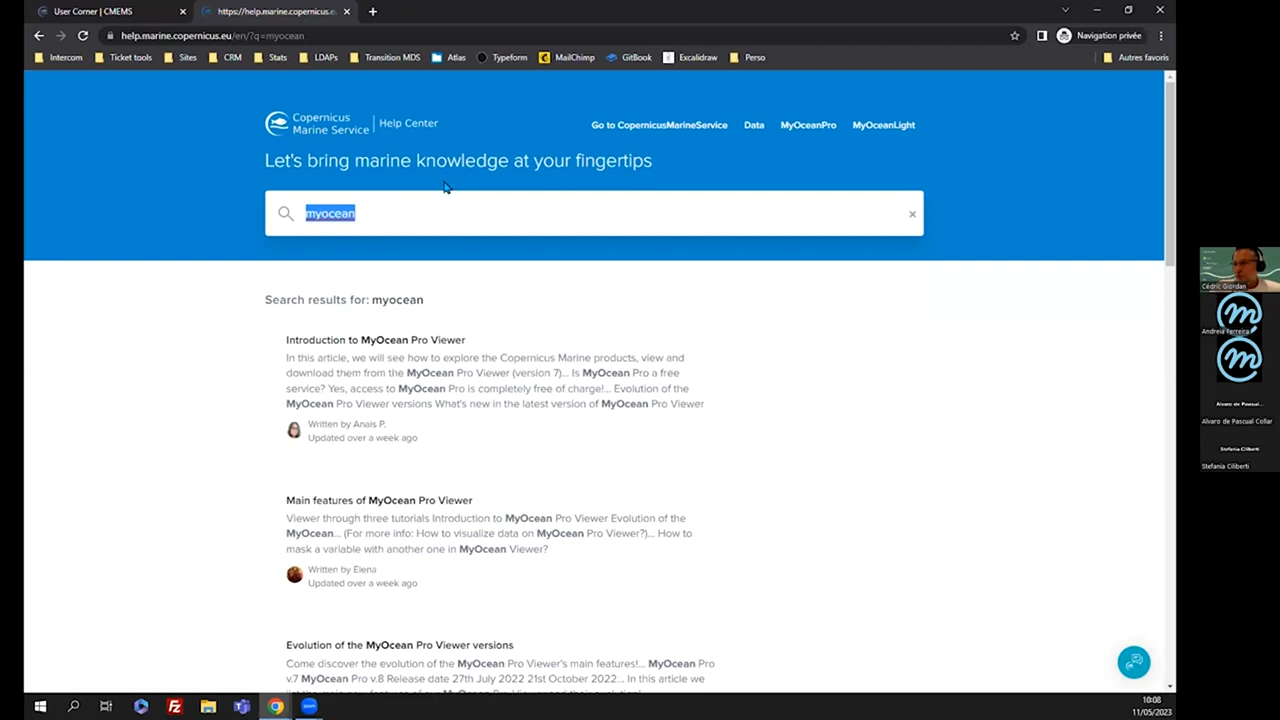 User Corner | CMEMS
https://help.marine.copernicus.e
help.marine.copernicus.eu/en/?q=myocean
Navigation privée
Intercom
Ticket tools
Sites
CRM
Stats
LDAPs
Transition MDS
Atlas
Typeform
MailChimp
GitBook
Excalidraw
Perso
Autres favoris
Copernicus
Marine Service
Help Center
Go to CopernicusMarineService
Data
MyOceanPro
MyOceanLight
Let's bring marine knowledge at your fingertips
myocean
Search results for: myocean
Introduction to MyOcean Pro Viewer
In this article, we will see how to explore the Copernicus Marine products, view and
download them from the MyOcean Pro Viewer (version 7)... Is MyOcean Pro a free
service? Yes, access to MyOcean Pro is completely free of charge!... Evolution of the
MyOcean Pro Viewer versions What's new in the latest version of MyOcean Pro Viewer
Written by Anais P.
Updated over a week ago
Main features of MyOcean Pro Viewer
Viewer through three tutorials Introduction to MyOcean Pro Viewer Evolution of the
MyOcean... (For more info: How to visualize data on MyOcean Pro Viewer?)... How to
mask a variable with another one in MyOcean Viewer?
Written by Elena
Updated over a week ago
Evolution of the MyOcean Pro Viewer versions
Come discover the evolution of the MyOcean Pro Viewer's main features!... MyOcean Pro
v.7 MyOcean Pro v.8 Release date 27th July 2022 21st October 2022... In this article we
Cédric Giordan
Andreia Ferreira
Alvaro de Pascual...
Alvaro de Pascual Collar
Stefania Ciliberti
Stefania Ciliberti
10:08
11/05/2023